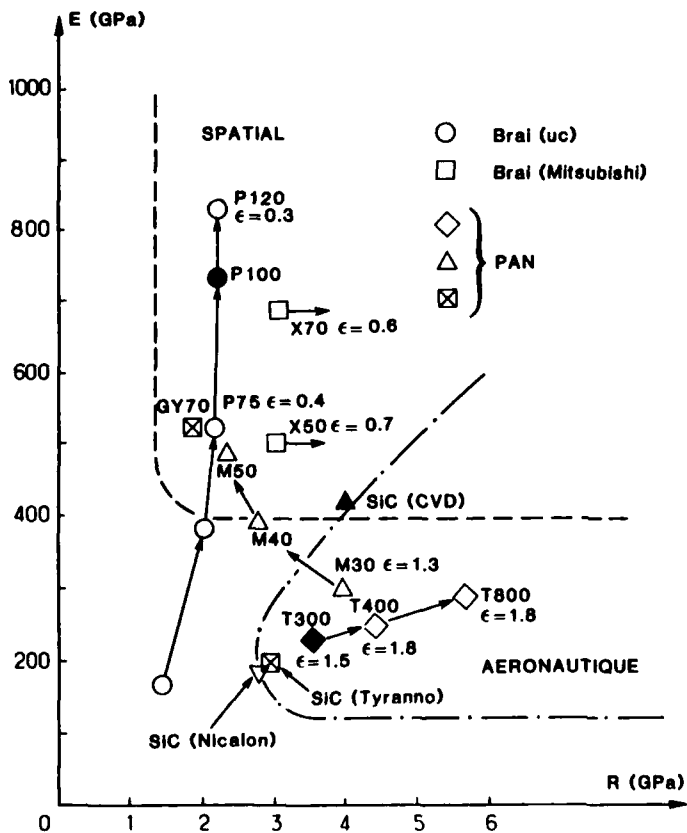 E (GPa)
1000
800
600
400
200
0
SPATIAL
Brai (uc)
Brai (Mitsubishi)
PAN
P120
ϵ=0.3
P100
X70 ϵ=0.6
GY70
P75 ϵ=0.4
X50 ϵ=0.7
M50
SiC (CVD)
M40
M30 ϵ=1.3
T300
ϵ=1.5
T400
ϵ=1.8
T800
ϵ=1.8
AERONAUTIQUE
SiC (Tyranno)
SiC (Nicalon)
R (GPa)
1 2 3 4 5 6